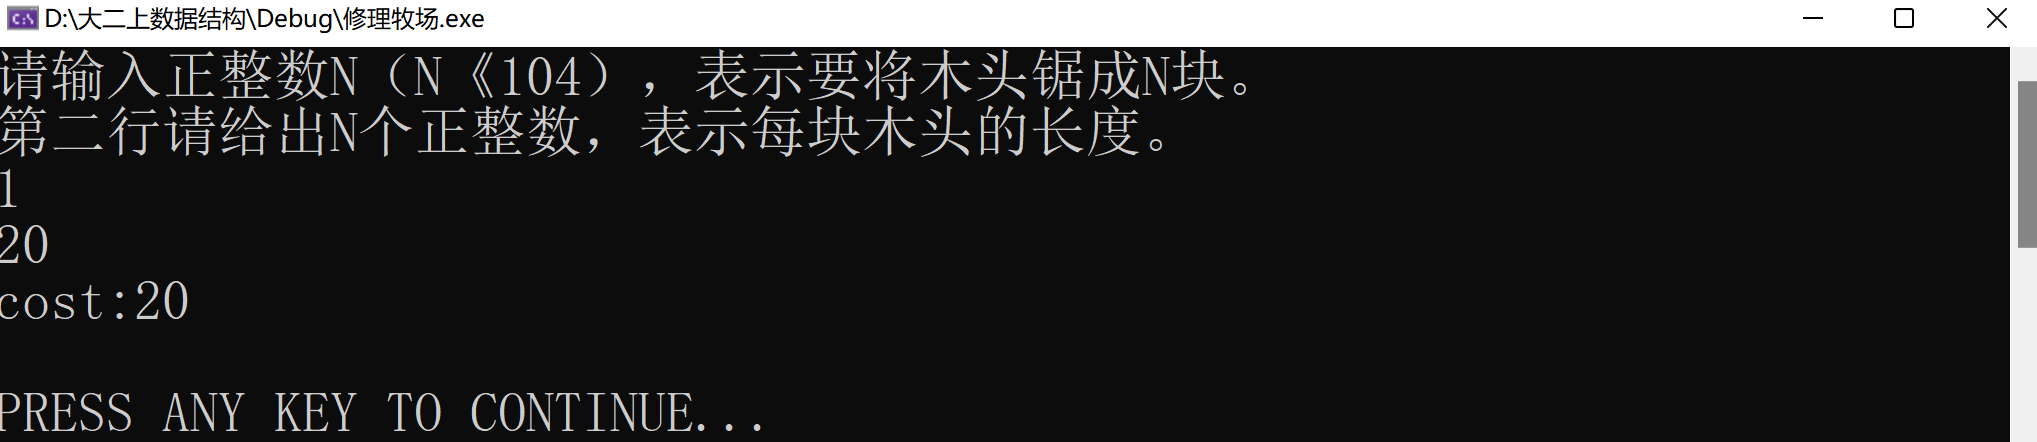 D:\大二上数据结构\Debug\修理牧场.exe
请输入正整数N（N《104），表示要将木头锯成N块。
第二行请给出N个正整数，表示每块木头的长度。
1
20
cost:20
PRESS ANY KEY TO CONTINUE...